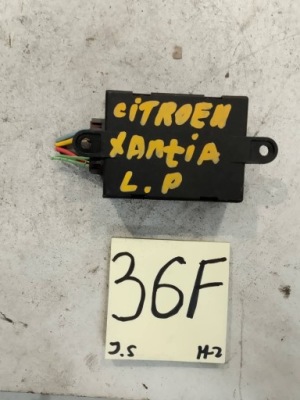 CiTROEN
XANtiA
L.P
36F
J.S M-2